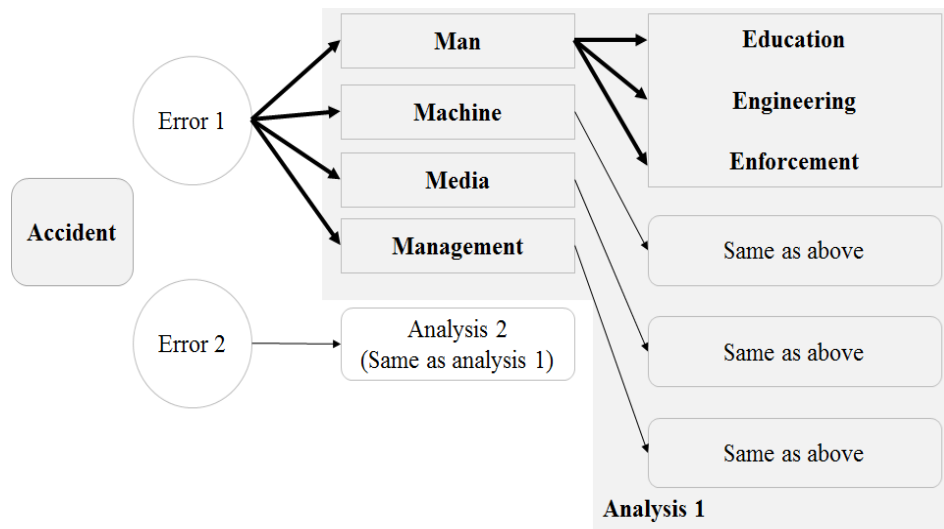 Accident
Error 1
Man
Machine
Media
Management
Education
Engineering
Enforcement
Same as above
Same as above
Same as above
Analysis 1
Error 2
Analysis 2
(Same as analysis 1)